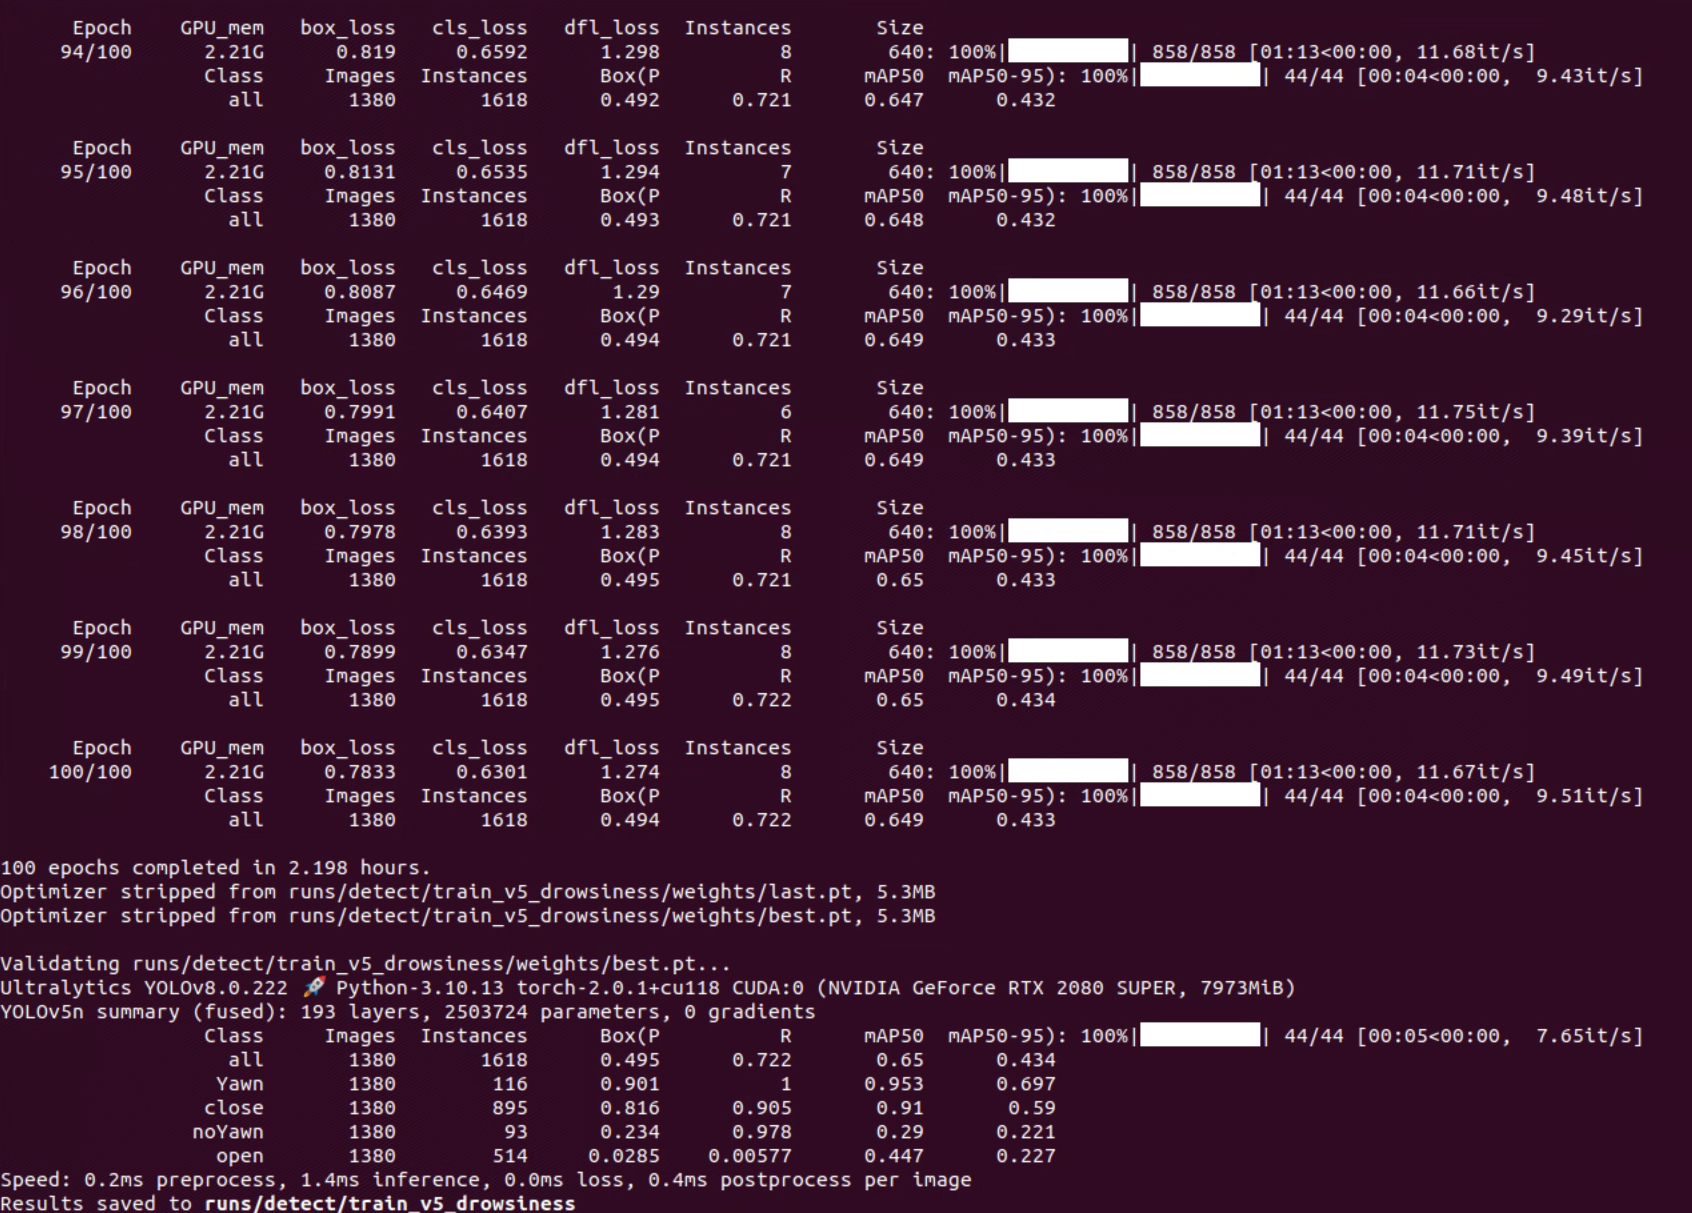 Epoch GPU_mem box_loss cls_loss dfl_loss Instances Size
94/100 2.21G 0.819 0.6592 1.298 8 640: 100%| | 858/858 [01:13<00:00, 11.68it/s]
Class Images Instances Box(P R mAP50 mAP50-95): 100%| | 44/44 [00:04<00:00, 9.43it/s]
all 1380 1618 0.492 0.721 0.647 0.432
Epoch GPU_mem box_loss cls_loss dfl_loss Instances Size
95/100 2.21G 0.8131 0.6535 1.294 7 640: 100%| | 858/858 [01:13<00:00, 11.71it/s]
Class Images Instances Box(P R mAP50 mAP50-95): 100%| | 44/44 [00:04<00:00, 9.48it/s]
all 1380 1618 0.493 0.721 0.648 0.432
Epoch GPU_mem box_loss cls_loss dfl_loss Instances Size
96/100 2.21G 0.8087 0.6469 1.29 7 640: 100%| | 858/858 [01:13<00:00, 11.66it/s]
Class Images Instances Box(P R mAP50 mAP50-95): 100%| | 44/44 [00:04<00:00, 9.29it/s]
all 1380 1618 0.494 0.721 0.649 0.433
Epoch GPU_mem box_loss cls_loss dfl_loss Instances Size
97/100 2.21G 0.7991 0.6407 1.281 6 640: 100%| | 858/858 [01:13<00:00, 11.75it/s]
Class Images Instances Box(P R mAP50 mAP50-95): 100%| | 44/44 [00:04<00:00, 9.39it/s]
all 1380 1618 0.494 0.721 0.649 0.433
Epoch GPU_mem box_loss cls_loss dfl_loss Instances Size
98/100 2.21G 0.7978 0.6393 1.283 8 640: 100%| | 858/858 [01:13<00:00, 11.71it/s]
Class Images Instances Box(P R mAP50 mAP50-95): 100%| | 44/44 [00:04<00:00, 9.45it/s]
all 1380 1618 0.495 0.721 0.65 0.433
Epoch GPU_mem box_loss cls_loss dfl_loss Instances Size
99/100 2.21G 0.7899 0.6347 1.276 8 640: 100%| | 858/858 [01:13<00:00, 11.73it/s]
Class Images Instances Box(P R mAP50 mAP50-95): 100%| | 44/44 [00:04<00:00, 9.49it/s]
all 1380 1618 0.495 0.722 0.65 0.434
Epoch GPU_mem box_loss cls_loss dfl_loss Instances Size
100/100 2.21G 0.7833 0.6301 1.274 8 640: 100%| | 858/858 [01:13<00:00, 11.67it/s]
Class Images Instances Box(P R mAP50 mAP50-95): 100%| | 44/44 [00:04<00:00, 9.51it/s]
all 1380 1618 0.494 0.722 0.649 0.433
100 epochs completed in 2.198 hours.
Optimizer stripped from runs/detect/train_v5_drowsiness/weights/last.pt, 5.3MB
Optimizer stripped from runs/detect/train_v5_drowsiness/weights/best.pt, 5.3MB
Validating runs/detect/train_v5_drowsiness/weights/best.pt...
Ultralytics YOLOv8.0.222 🚀 Python-3.10.13 torch-2.0.1+cu118 CUDA:0 (NVIDIA GeForce RTX 2080 SUPER, 7973MiB)
YOLOv5n summary (fused): 193 layers, 2503724 parameters, 0 gradients
Class Images Instances Box(P R mAP50 mAP50-95): 100%| | 44/44 [00:05<00:00, 7.65it/s]
all 1380 1618 0.495 0.722 0.65 0.434
Yawn 1380 116 0.901 1 0.953 0.697
close 1380 895 0.816 0.905 0.91 0.59
noYawn 1380 93 0.234 0.978 0.29 0.221
open 1380 514 0.0285 0.00577 0.447 0.227
Speed: 0.2ms preprocess, 1.4ms inference, 0.0ms loss, 0.4ms postprocess per image
Results saved to runs/detect/train_v5_drowsiness